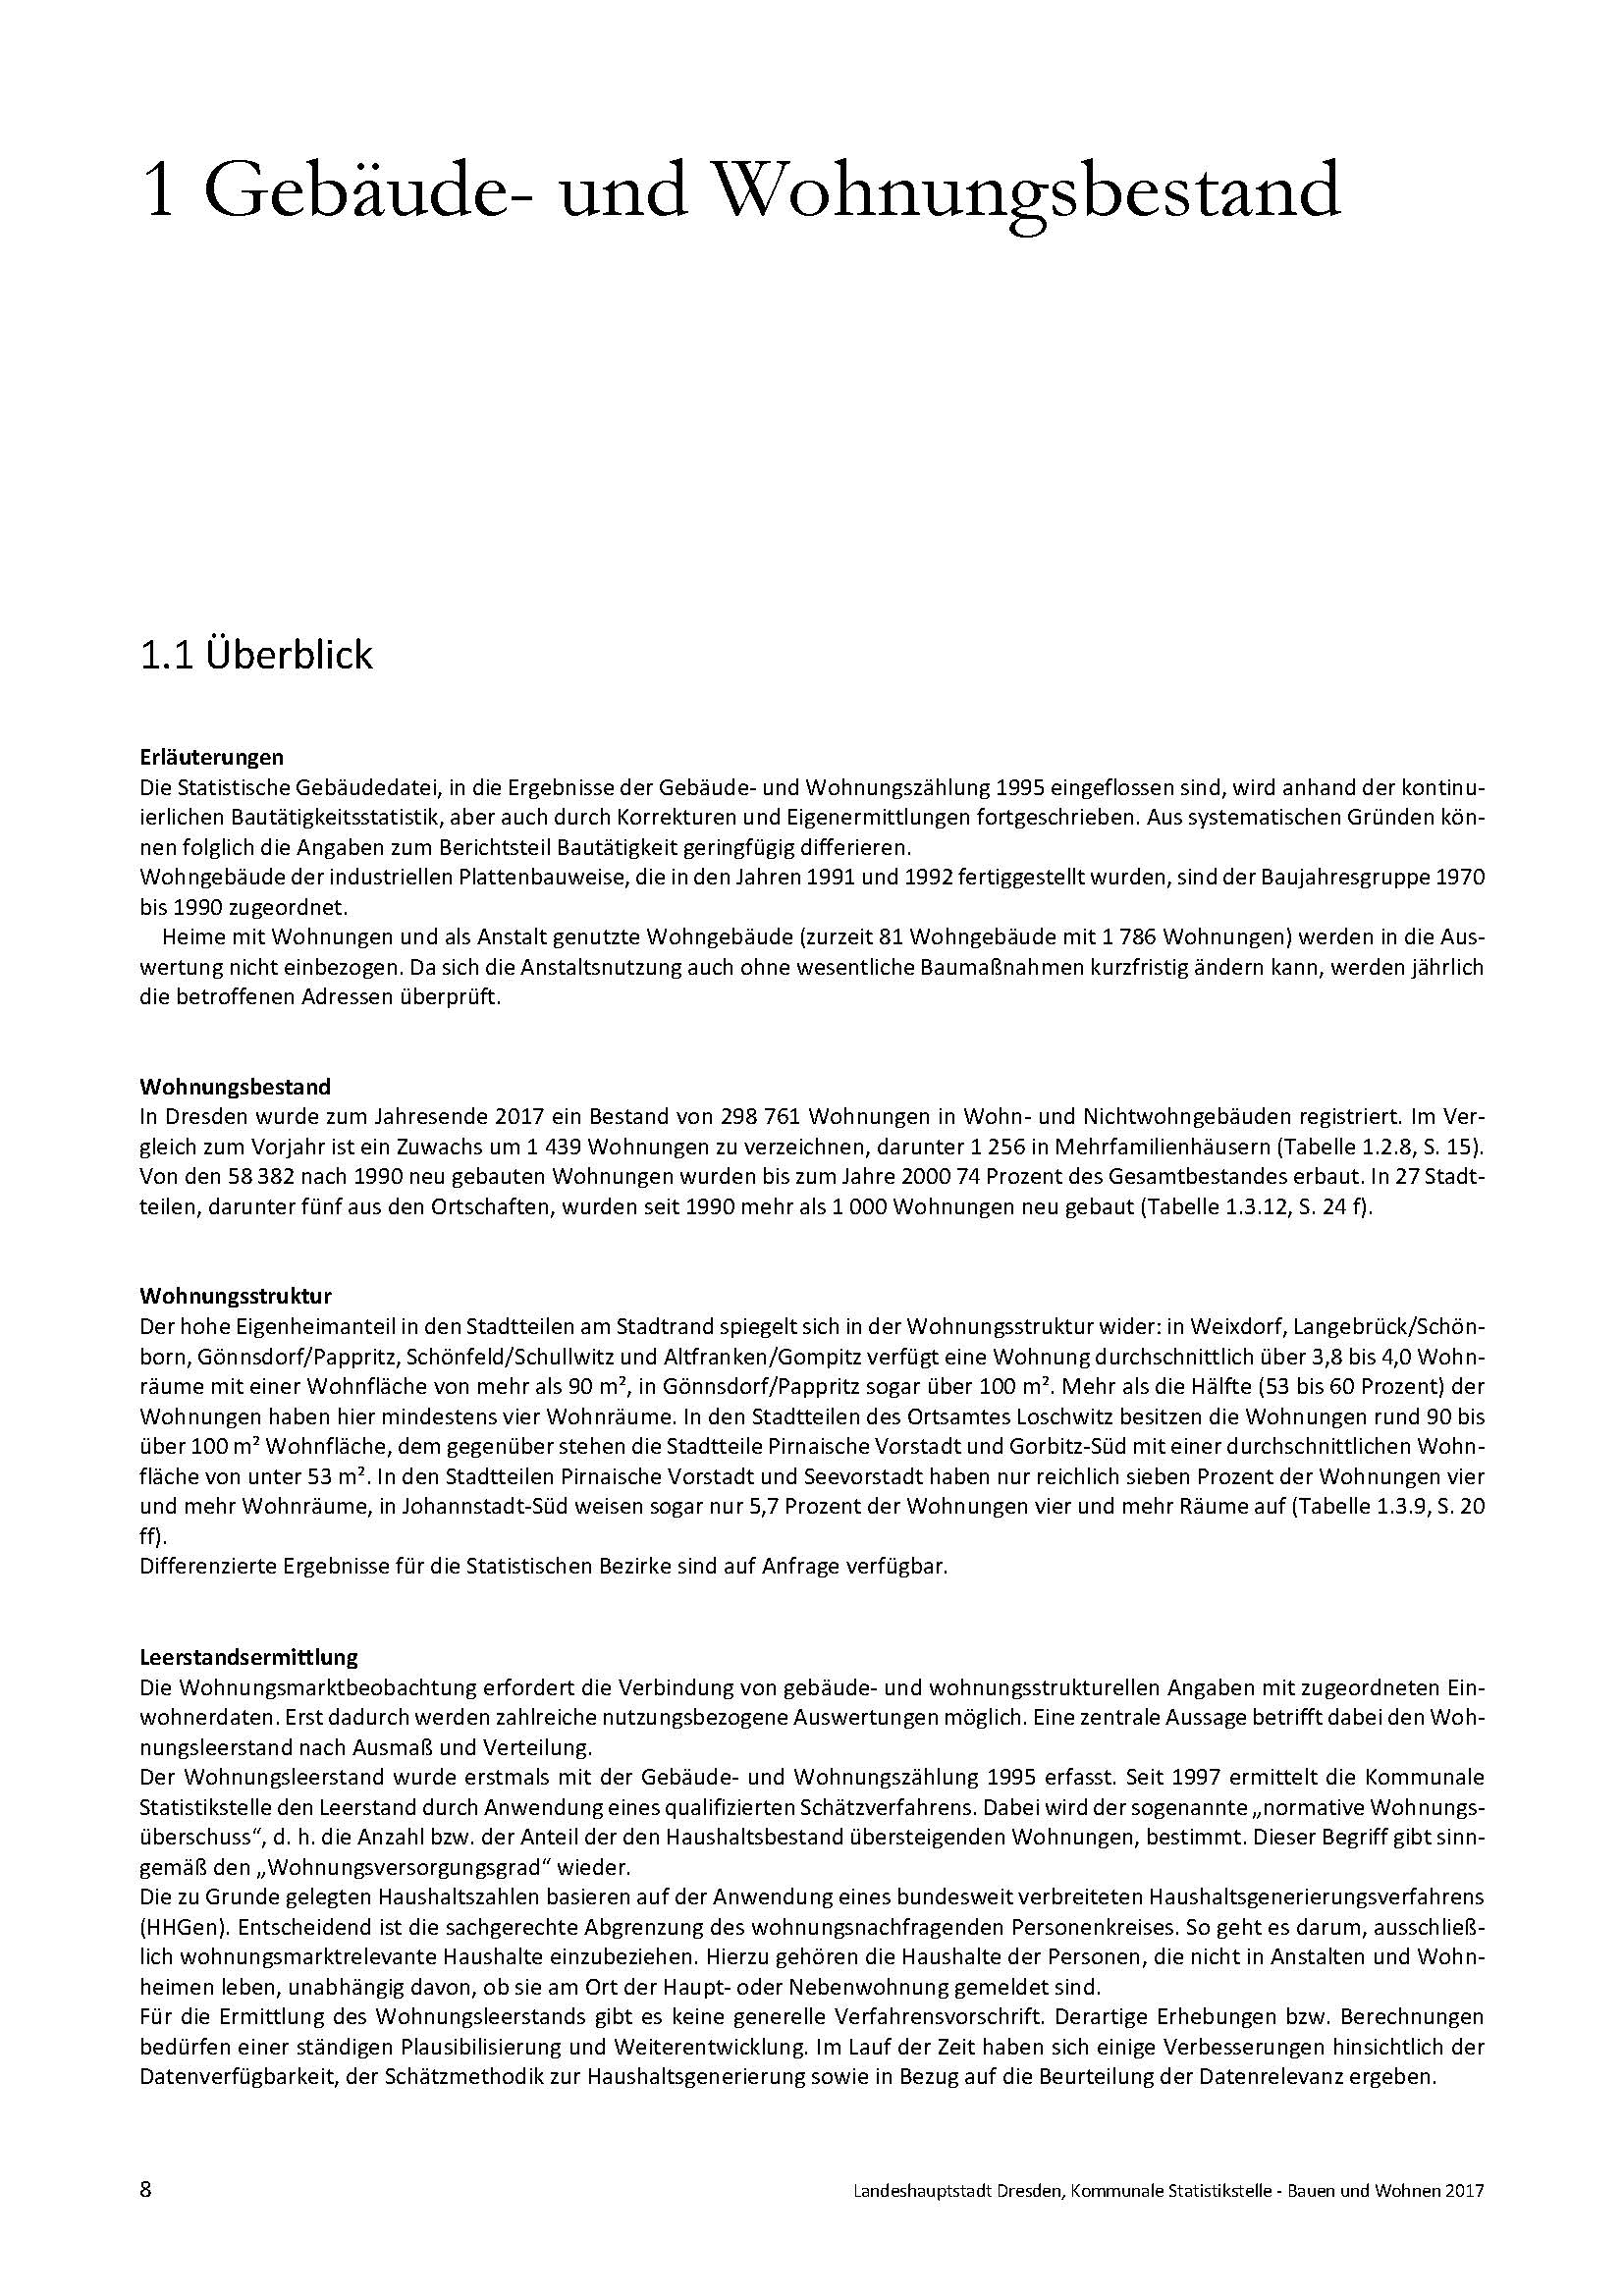 1 Gebäude- und Wohnungsbestand
1.1 Überblick
Erläuterungen
Die Statistische Gebäudedatei, in die Ergebnisse der Gebäude- und Wohnungszählung 1995 eingeflossen sind, wird anhand der kontinu-
ierlichen Bautätigkeitsstatistik, aber auch durch Korrekturen und Eigenermittlungen fortgeschrieben. Aus systematischen Gründen kön-
nen folglich die Angaben zum Berichtsteil Bautätigkeit geringfügig differieren.
Wohngebäude der industriellen Plattenbauweise, die in den Jahren 1991 und 1992 fertiggestellt wurden, sind der Baujahresgruppe 1970
bis 1990 zugeordnet.
Heime mit Wohnungen und als Anstalt genutzte Wohngebäude (zurzeit 81 Wohngebäude mit 1 786 Wohnungen) werden in die Aus-
wertung nicht einbezogen. Da sich die Anstaltsnutzung auch ohne wesentliche Baumaßnahmen kurzfristig ändern kann, werden jährlich
die betroffenen Adressen überprüft.
Wohnungsbestand
In Dresden wurde zum Jahresende 2017 ein Bestand von 298 761 Wohnungen in Wohn- und Nichtwohngebäuden registriert. Im Ver-
gleich zum Vorjahr ist ein Zuwachs um 1 439 Wohnungen zu verzeichnen, darunter 1 256 in Mehrfamilienhäusern (Tabelle 1.2.8, S. 15).
Von den 58 382 nach 1990 neu gebauten Wohnungen wurden bis zum Jahre 2000 74 Prozent des Gesamtbestandes erbaut. In 27 Stadt-
teilen, darunter fünf aus den Ortschaften, wurden seit 1990 mehr als 1 000 Wohnungen neu gebaut (Tabelle 1.3.12, S. 24 f).
Wohnungsstruktur
Der hohe Eigenheimanteil in den Stadtteilen am Stadtrand spiegelt sich in der Wohnungsstruktur wider: in Weixdorf, Langebrück/Schön-
born, Gönnsdorf/Pappritz, Schönfeld/Schullwitz und Altfranken/Gompitz verfügt eine Wohnung durchschnittlich über 3,8 bis 4,0 Wohn-
räume mit einer Wohnfläche von mehr als 90 m², in Gönnsdorf/Pappritz sogar über 100 m². Mehr als die Hälfte (53 bis 60 Prozent) der
Wohnungen haben hier mindestens vier Wohnräume. In den Stadtteilen des Ortsamtes Loschwitz besitzen die Wohnungen rund 90 bis
über 100 m² Wohnfläche, dem gegenüber stehen die Stadtteile Pirnaische Vorstadt und Gorbitz-Süd mit einer durchschnittlichen Wohn-
fläche von unter 53 m². In den Stadtteilen Pirnaische Vorstadt und Seevorstadt haben nur reichlich sieben Prozent der Wohnungen vier
und mehr Wohnräume, in Johannstadt-Süd weisen sogar nur 5,7 Prozent der Wohnungen vier und mehr Räume auf (Tabelle 1.3.9, S. 20
ff).
Differenzierte Ergebnisse für die Statistischen Bezirke sind auf Anfrage verfügbar.
Leerstandsermittlung
Die Wohnungsmarktbeobachtung erfordert die Verbindung von gebäude- und wohnungsstrukturellen Angaben mit zugeordneten Ein-
wohnerdaten. Erst dadurch werden zahlreiche nutzungsbezogene Auswertungen möglich. Eine zentrale Aussage betrifft dabei den Woh-
nungsleerstand nach Ausmaß und Verteilung.
Der Wohnungsleerstand wurde erstmals mit der Gebäude- und Wohnungszählung 1995 erfasst. Seit 1997 ermittelt die Kommunale
Statistikstelle den Leerstand durch Anwendung eines qualifizierten Schätzverfahrens. Dabei wird der sogenannte „normative Wohnungs-
überschuss“, d. h. die Anzahl bzw. der Anteil der den Haushaltsbestand übersteigenden Wohnungen, bestimmt. Dieser Begriff gibt sinn-
gemäß den „Wohnungsversorgungsgrad“ wieder.
Die zu Grunde gelegten Haushaltszahlen basieren auf der Anwendung eines bundesweit verbreiteten Haushaltsgenerierungsverfahrens
(HHGen). Entscheidend ist die sachgerechte Abgrenzung des wohnungsnachfragenden Personenkreises. So geht es darum, ausschließ-
lich wohnungsmarktrelevante Haushalte einzubeziehen. Hierzu gehören die Haushalte der Personen, die nicht in Anstalten und Wohn-
heimen leben, unabhängig davon, ob sie am Ort der Haupt- oder Nebenwohnung gemeldet sind.
Für die Ermittlung des Wohnungsleerstands gibt es keine generelle Verfahrensvorschrift. Derartige Erhebungen bzw. Berechnungen
bedürfen einer ständigen Plausibilisierung und Weiterentwicklung. Im Lauf der Zeit haben sich einige Verbesserungen hinsichtlich der
Datenverfügbarkeit, der Schätzmethodik zur Haushaltsgenerierung sowie in Bezug auf die Beurteilung der Datenrelevanz ergeben.
8
Landeshauptstadt Dresden, Kommunale Statistikstelle - Bauen und Wohnen 2017